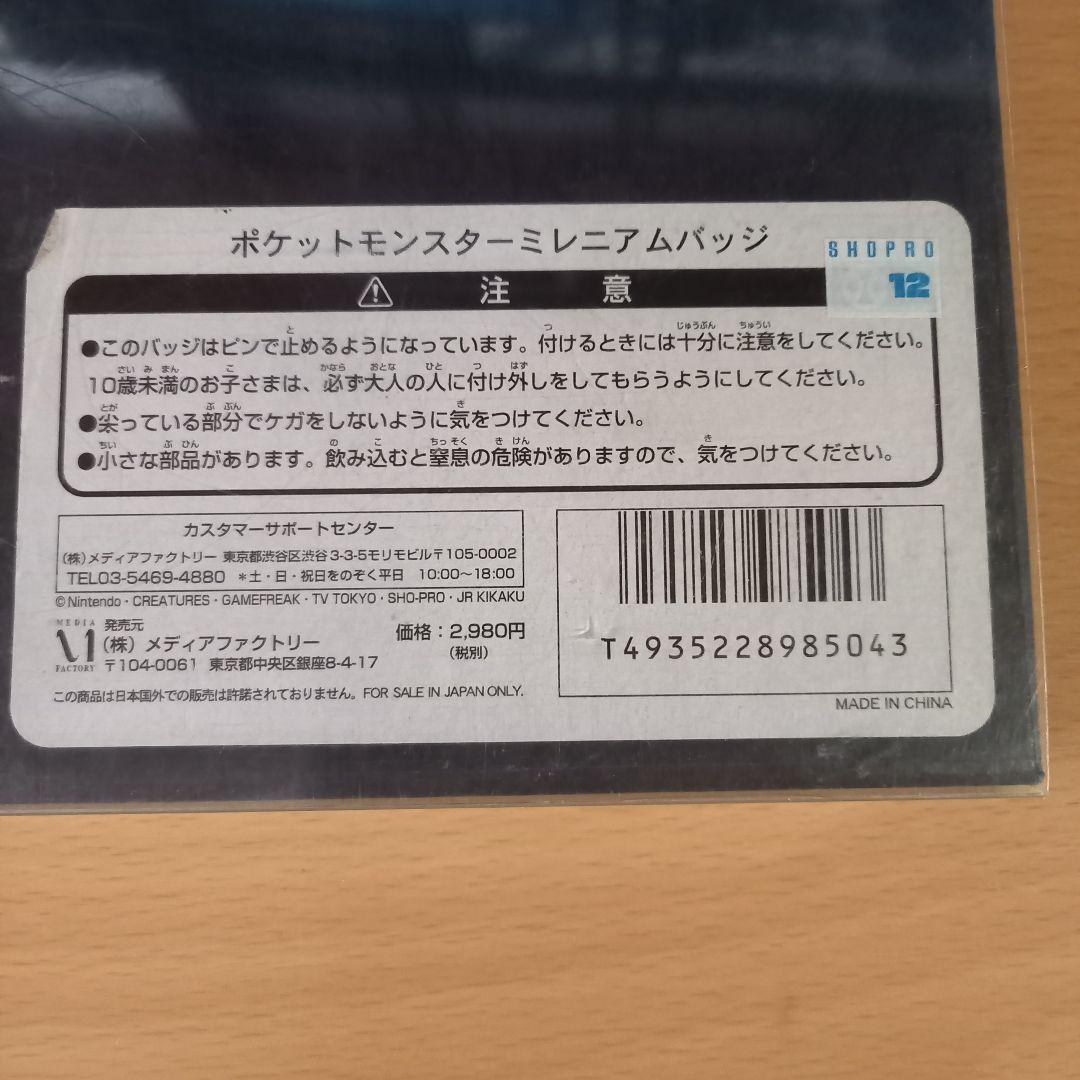 ポケットモンスターミレニアムバッジ
SHOPRO
12
注意
●このバッジはピンで止めるようになっています。付けるときには十分に注意をしてください。
10歳未満のお子さまは、必ず大人の人に付け外しをしてもらうようにしてください。
●尖っている部分でケガをしないように気をつけてください。
●小さな部品があります。飲み込むと窒息の危険がありますので、気をつけてください。
カスタマーサポートセンター
(株)メディアファクトリー 東京都渋谷区渋谷3-3-5モリモビル〒105-0002
TEL03-5469-4880 *土・日・祝日をのぞく平日 10:00〜18:00
©Nintendo・CREATURES・GAMEFREAK・TV TOKYO・SHO-PRO・JR KIKAKU
MEDIA FACTORY
発売元
(株)メディアファクトリー
〒104-0061 東京都中央区銀座8-4-17
価格:2,980円
(税別)
この商品は日本国外での販売は許諾されておりません。FOR SALE IN JAPAN ONLY.
T4935228985043
MADE IN CHINA